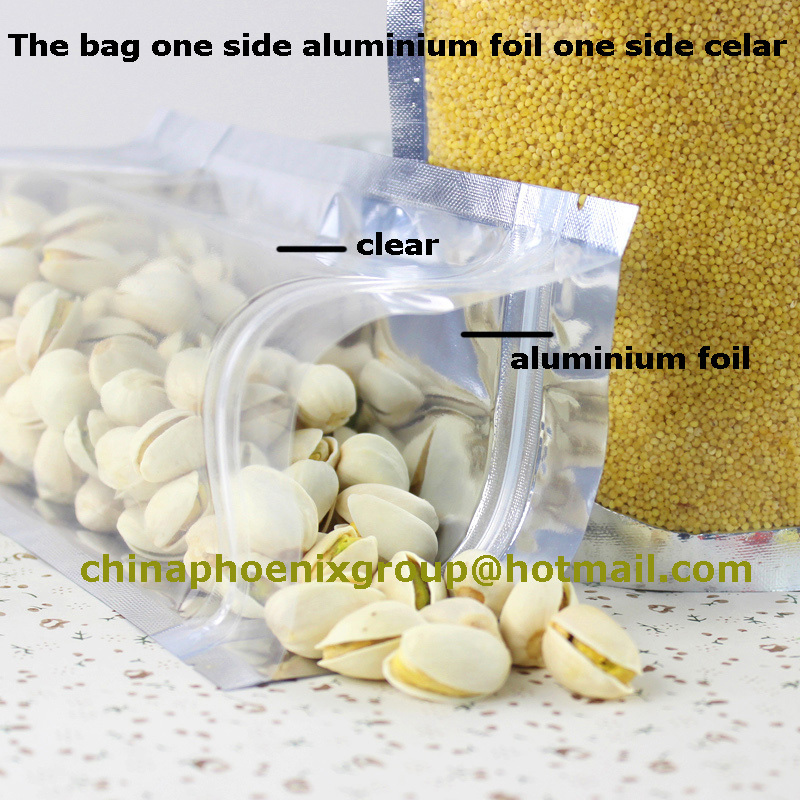 The bag one side aluminium foil one side celar
clear
aluminium foil
chinaphoenixgroup@hotmail.com